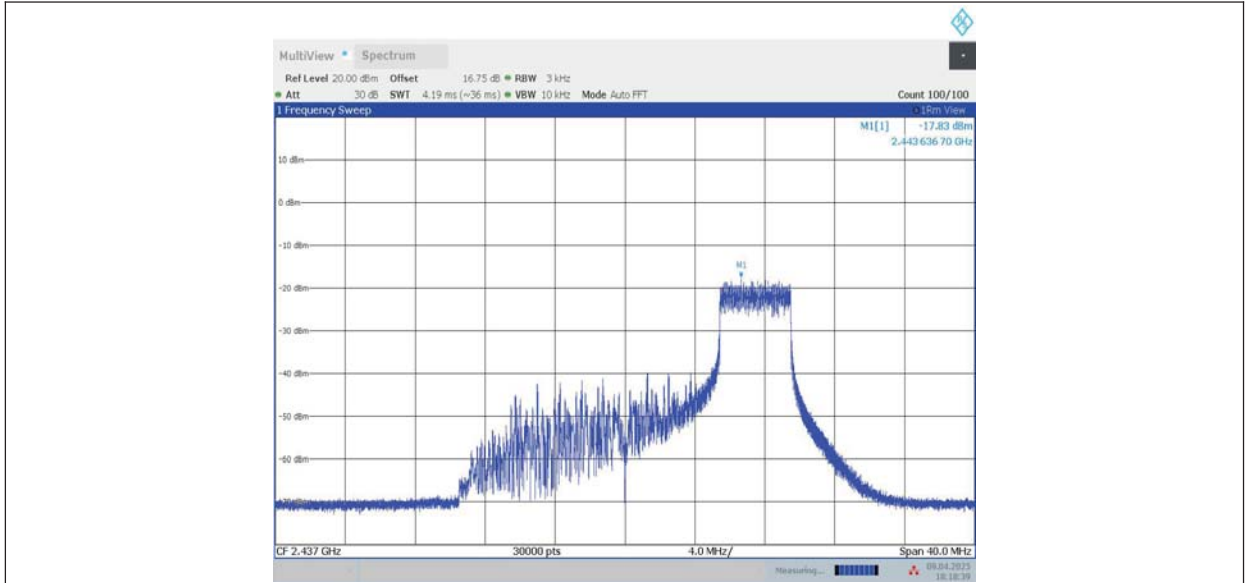 MultiView Spectrum
Ref Level 20.00 dBm Offset 16.75 dB RBW 3 kHz
Att 30 dB SWT 4.19 ms (~36 ms) VBW 10 kHz Mode Auto FFT Count 100/100
1 Frequency Sweep 1Rm View
M1[1] -17.83 dBm
2.443 636 70 GHz
10 dBm
0 dBm
-10 dBm
M1
-20 dBm
-30 dBm
-40 dBm
-50 dBm
-60 dBm
CF 2.437 GHz 30000 pts 4.0 MHz/ Span 40.0 MHz
Measuring... 09.04.2025
18:18:39